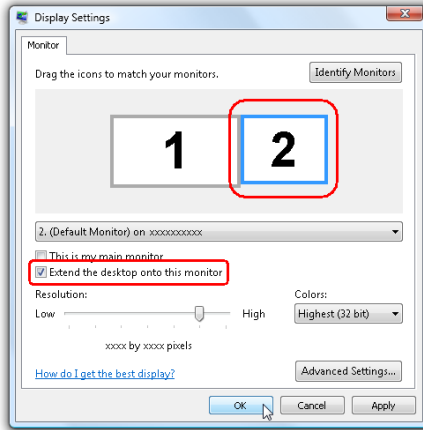 Display Settings
Monitor
Drag the icons to match your monitors.
Identify Monitors
1
2
2. (Default Monitor) on xxxxxxxxxx
This is my main monitor
Extend the desktop onto this monitor
Resolution:
Colors:
Low
High
Highest (32 bit)
xxxx by xxxx pixels
How do I get the best display?
Advanced Settings...
OK
Cancel
Apply